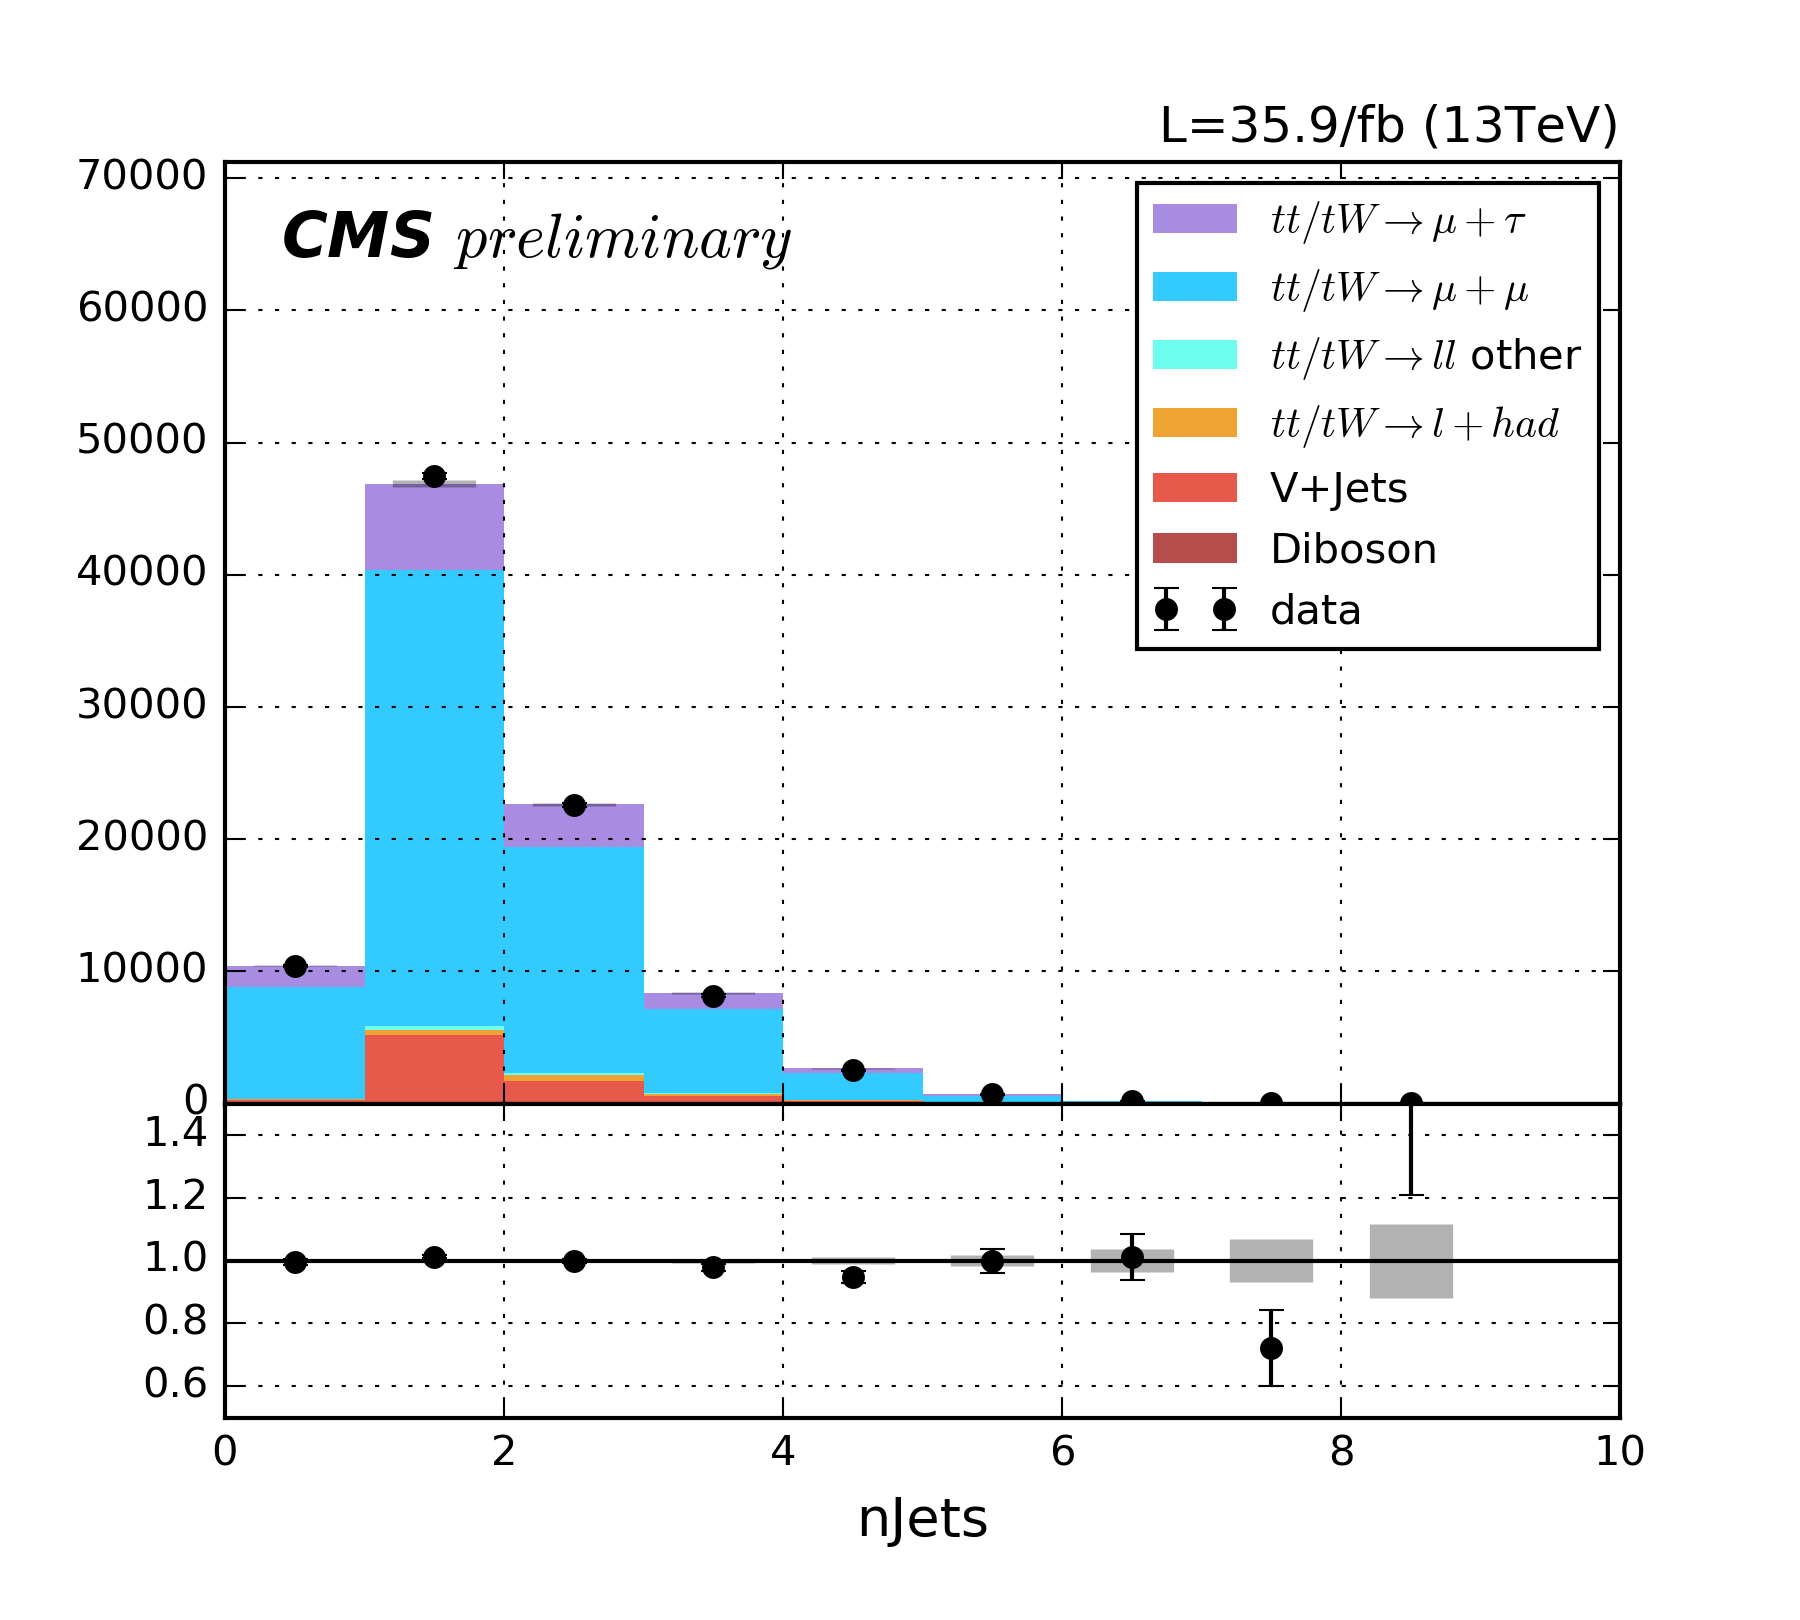 L=35.9/fb (13TeV)
CMS preliminary
70000
60000
50000
40000
30000
20000
10000
0
tt/tW→μ+τ
tt/tW→μ+μ
tt/tW→ll other
tt/tW→l+had
V+Jets
Diboson
data
1.4
1.2
1.0
0.8
0.6
0 2 4 6 8 10
nJets